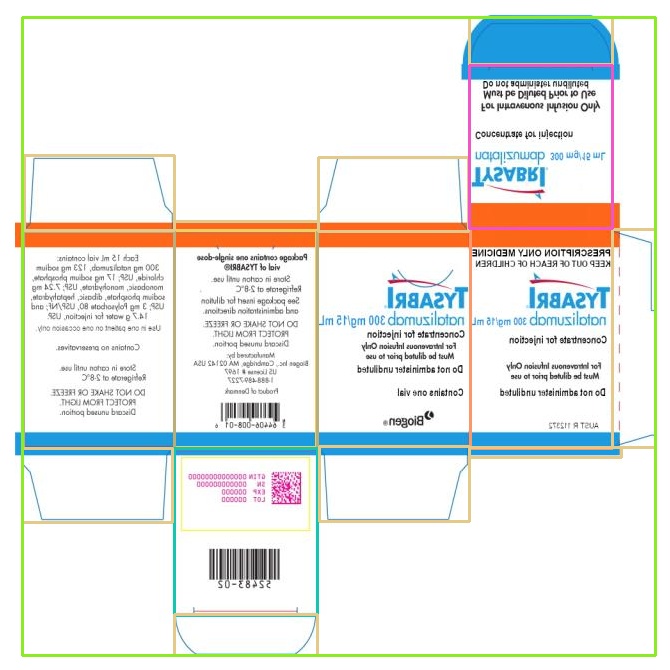 TYSABRI
natalizumab 300 mg/15 mL
Concentrate for injection
For Intravenous Infusion Only
Must be Diluted Prior to Use
Do not administer undiluted
PRESCRIPTION ONLY MEDICINE
KEEP OUT OF REACH OF CHILDREN
TYSABRI
natalizumab 300 mg/15 mL
Concentrate for injection
For Intravenous Infusion Only
Must be diluted prior to use
Do not administer undiluted
AUST R 112372
TYSABRI
natalizumab 300 mg/15 mL
Concentrate for injection
For Intravenous Infusion Only
Must be diluted prior to use
Do not administer undiluted
Contains one vial
Biogen®
Package contains one single-dose
vial of TYSABRI®
Store in carton until use.
Refrigerate at 2-8°C.
See package insert for dilution
and administration directions.
DO NOT SHAKE OR FREEZE.
PROTECT FROM LIGHT.
Discard unused portion.
Manufactured by:
Biogen Inc., Cambridge, MA 02142 USA
US License # 1697
1-888-489-7227
Product of Denmark
3 64406-008-01 6
Each 15 mL vial contains:
300 mg natalizumab, 123 mg sodium
chloride, USP; 17 mg sodium phosphate,
monobasic, monohydrate, USP; 7.24 mg
sodium phosphate, dibasic, heptahydrate,
USP; 3 mg Polysorbate 80, USP/NF; and
14.7 g water for injection, USP
Use in one patient on one occasion only.
Contains no preservatives.
Store in carton until use.
Refrigerate at 2-8°C.
DO NOT SHAKE OR FREEZE.
PROTECT FROM LIGHT.
Discard unused portion.
GTIN 00000000000000
SN 000000000000
EXP 000000
LOT 000000
52483-02